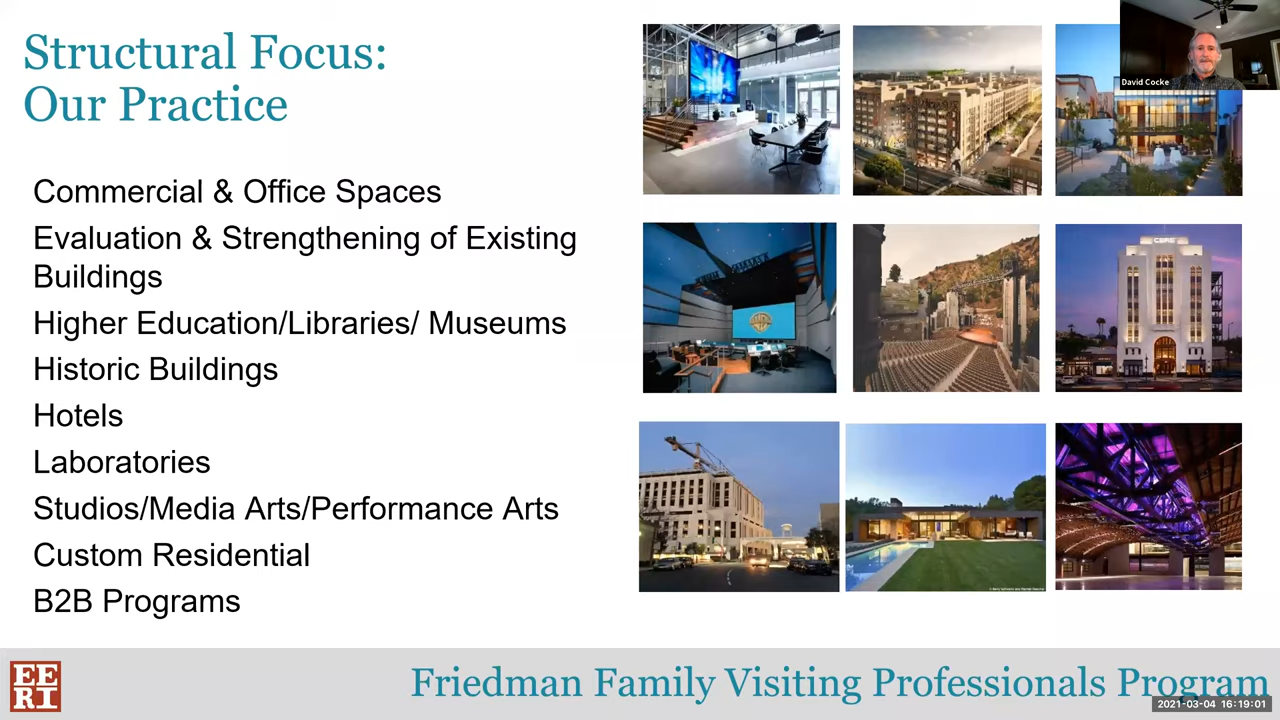 Structural Focus:
Our Practice
David Cocke
Commercial & Office Spaces
Evaluation & Strengthening of Existing
Buildings
Higher Education/Libraries/ Museums
Historic Buildings
Hotels
Laboratories
Studios/Media Arts/Performance Arts
Custom Residential
B2B Programs
EE
RI
Friedman Family Visiting Professionals Program
2021-03-04 16:19:01